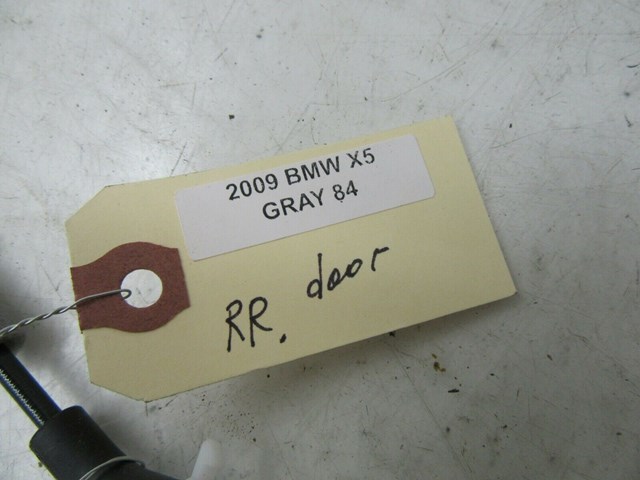 2009 BMW X5
GRAY 84
RR. door